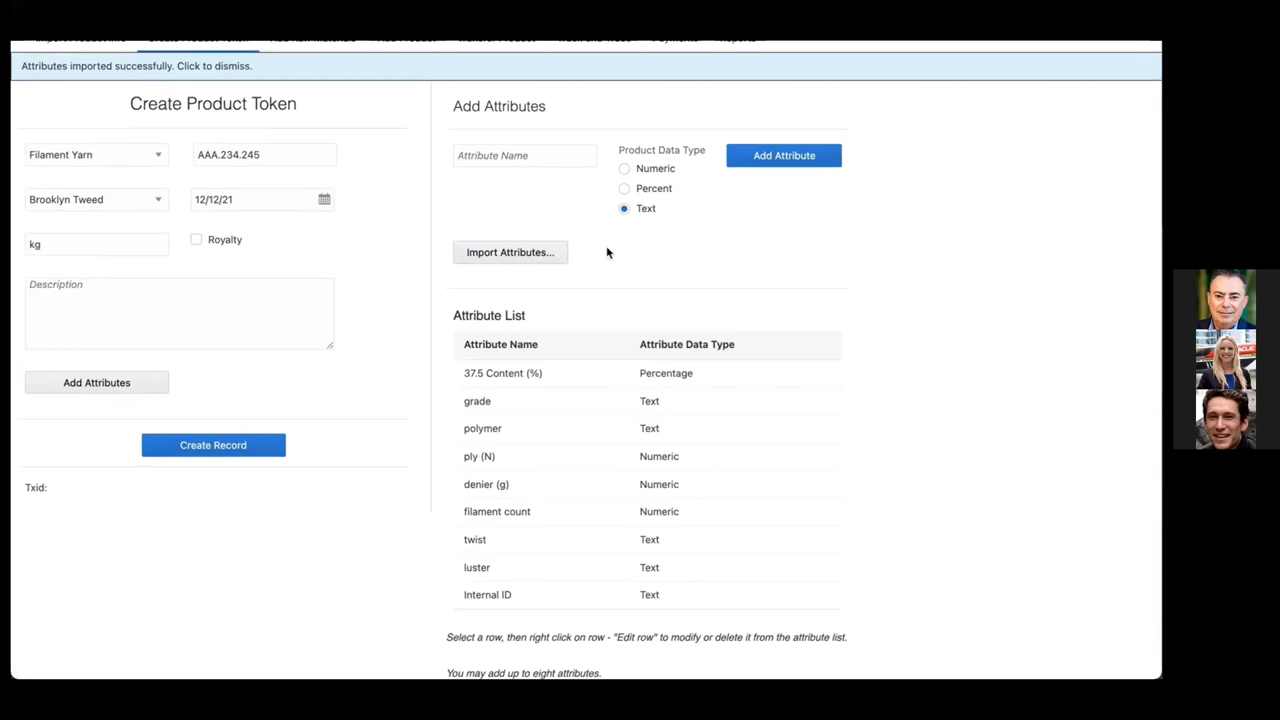 Attributes imported successfully. Click to dismiss.
Create Product Token
Filament Yarn
AAA.234.245
Brooklyn Tweed
12/12/21
kg
Royalty
Description
Add Attributes
Create Record
Txid:
Add Attributes
Attribute Name
Product Data Type
Numeric
Percent
Text
Add Attribute
Import Attributes...
Attribute List
Attribute Name Attribute Data Type
37.5 Content (%) Percentage
grade Text
polymer Text
ply (N) Numeric
denier (g) Numeric
filament count Numeric
twist Text
luster Text
Internal ID Text
Select a row, then right click on row - "Edit row" to modify or delete it from the attribute list.
You may add up to eight attributes.